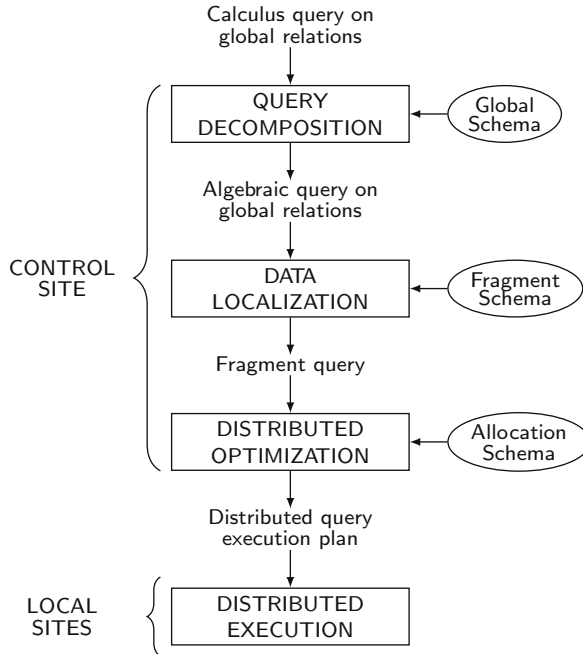 Calculus query on
global relations
QUERY
DECOMPOSITION
Global
Schema
Algebraic query on
global relations
CONTROL
SITE
DATA
LOCALIZATION
Fragment
Schema
Fragment query
DISTRIBUTED
OPTIMIZATION
Allocation
Schema
Distributed query
execution plan
LOCAL
SITES
DISTRIBUTED
EXECUTION